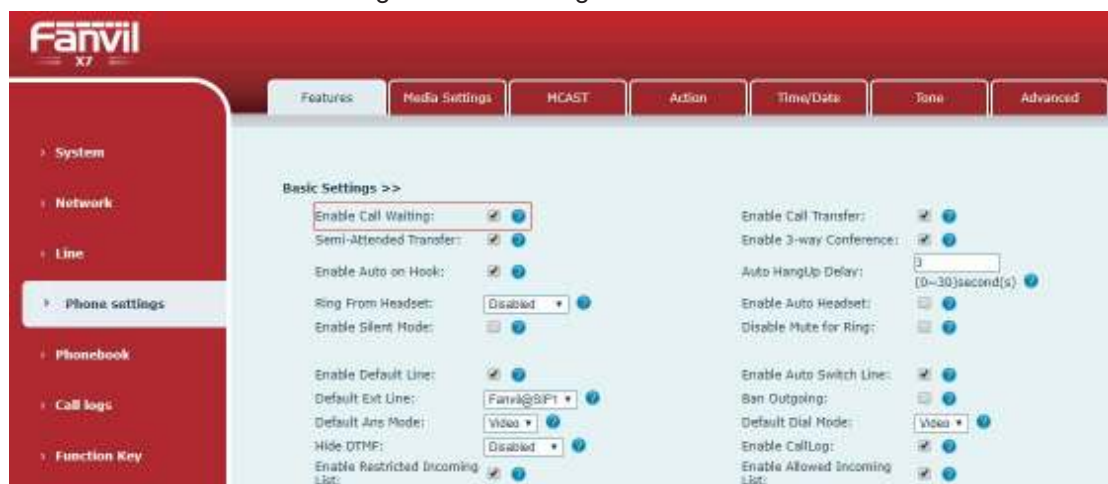 Fanvil
X7
Features Media Settings MCAST Action Time/Date Tone Advanced
System
Network
Line
Phone settings
Phonebook
Call logs
Function Key
Basic Settings >>
Enable Call Waiting: Enable Call Transfer:
Semi-Attended Transfer: Enable 3-way Conference:
Enable Auto on Hook: Auto HangUp Delay: 3 (0~30)second(s)
Ring From Headset: Disabled Enable Auto Headset:
Enable Silent Mode: Disable Mute for Ring:
Enable Default Line: Enable Auto Switch Line:
Default Ext Line: Fanvil@SIP1 Ban Outgoing:
Default Ans Mode: Video Default Dial Mode: Video
Hide DTMF: Disabled Enable CallLog:
Enable Restricted Incoming List: Enable Allowed Incoming List: